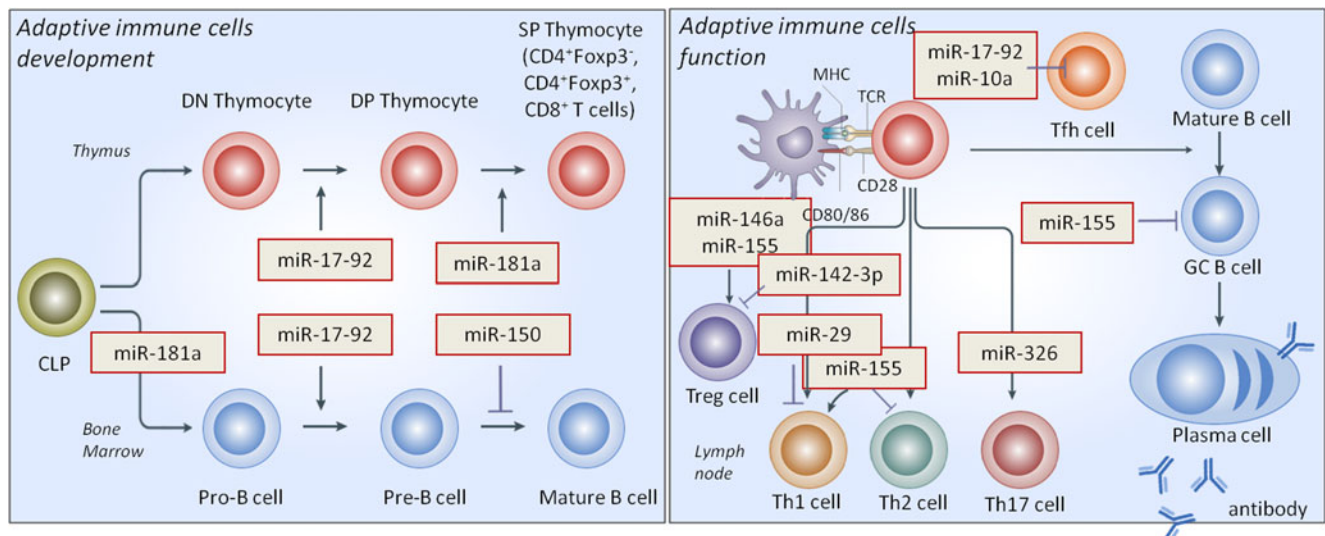 Adaptive immune cells
development
SP Thymocyte
(CD4⁺Foxp3⁻,
CD4⁺Foxp3⁺,
CD8⁺ T cells)
DN Thymocyte
DP Thymocyte
Thymus
miR-17-92
miR-181a
CLP
miR-181a
miR-17-92
miR-150
Bone
Marrow
Pro-B cell
Pre-B cell
Mature B cell
Adaptive immune cells
function
miR-17-92
miR-10a
Tfh cell
Mature B cell
MHC
TCR
CD28
CD80/86
miR-146a
miR-155
miR-155
miR-142-3p
GC B cell
miR-29
miR-155
miR-326
Treg cell
Plasma cell
Lymph
node
Th1 cell
Th2 cell
Th17 cell
antibody